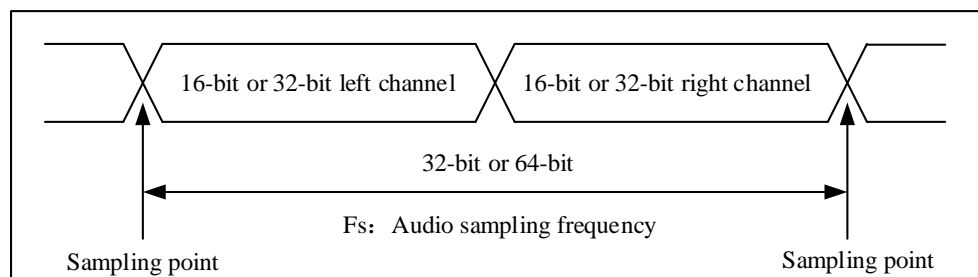 16-bit or 32-bit left channel
16-bit or 32-bit right channel
32-bit or 64-bit
Fs：Audio sampling frequency
Sampling point
Sampling point